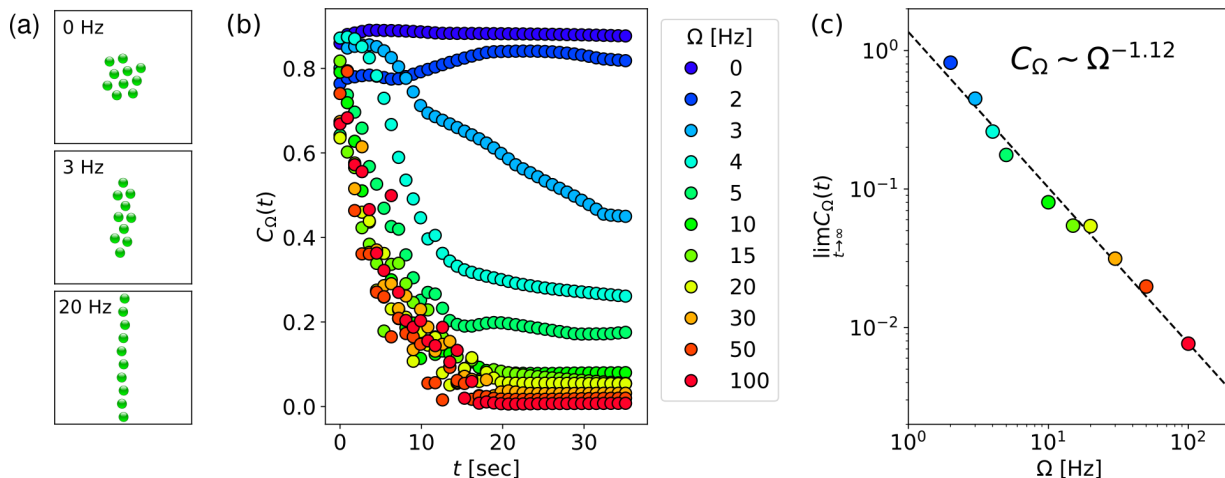 (a)
0 Hz
3 Hz
20 Hz
(b)
C_Ω(t)
0.8
0.6
0.4
0.2
0.0
0
10
20
30
t [sec]
Ω [Hz]
0
2
3
4
5
10
15
20
30
50
100
(c)
C_Ω ~ Ω^{-1.12}
lim C_Ω(t)
t→∞
10^0
10^{-1}
10^{-2}
10^0
10^1
10^2
Ω [Hz]